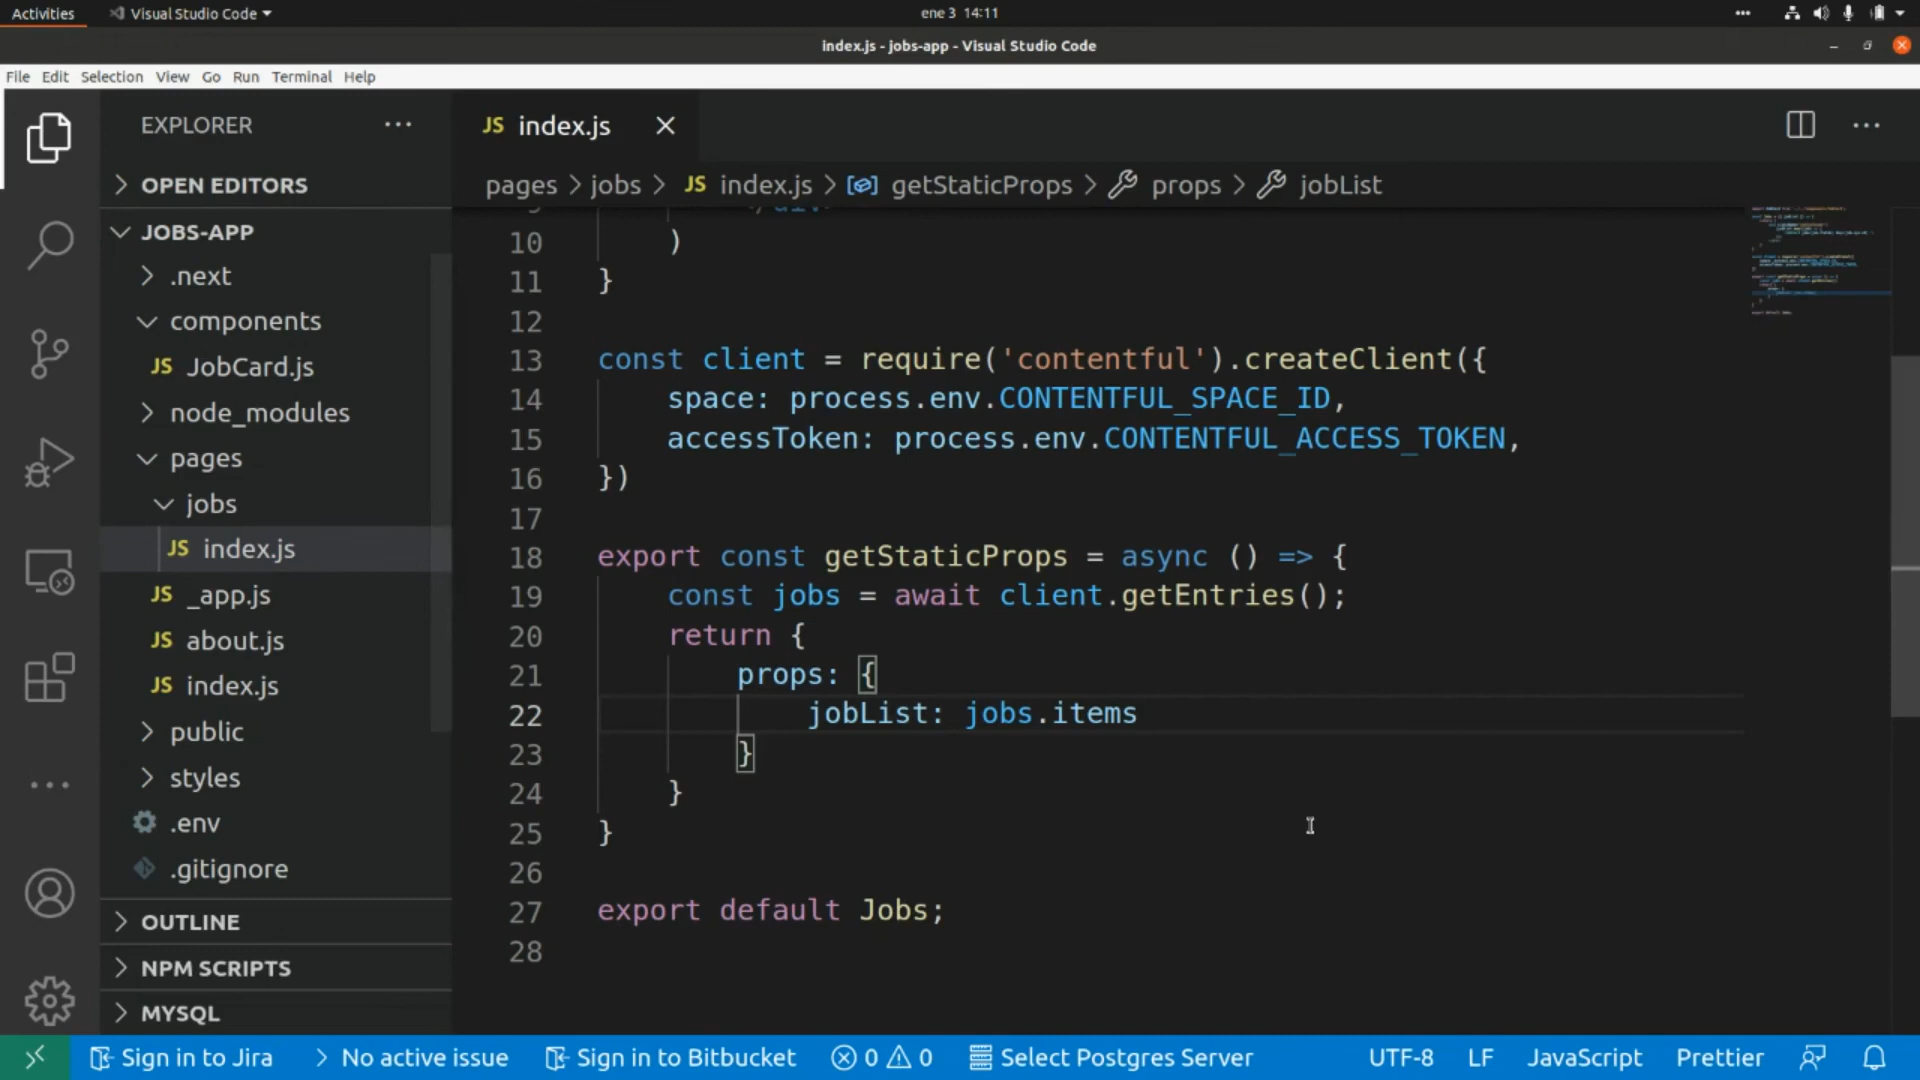 Activities Visual Studio Code ene 3 14:11
index.js - jobs-app - Visual Studio Code
File Edit Selection View Go Run Terminal Help
EXPLORER
JS index.js
OPEN EDITORS
pages > jobs > JS index.js > getStaticProps > props > jobList
JOBS-APP
.next
components
JS JobCard.js
node_modules
pages
jobs
JS index.js
JS _app.js
JS about.js
JS index.js
public
styles
.env
.gitignore
OUTLINE
NPM SCRIPTS
MYSQL
10 )
11 }
12
13 const client = require('contentful').createClient({
14 space: process.env.CONTENTFUL_SPACE_ID,
15 accessToken: process.env.CONTENTFUL_ACCESS_TOKEN,
16 })
17
18 export const getStaticProps = async () => {
19 const jobs = await client.getEntries();
20 return {
21 props: {
22 jobList: jobs.items
23 }
24 }
25 }
26
27 export default Jobs;
28
Sign in to Jira No active issue Sign in to Bitbucket 0 0 Select Postgres Server UTF-8 LF JavaScript Prettier